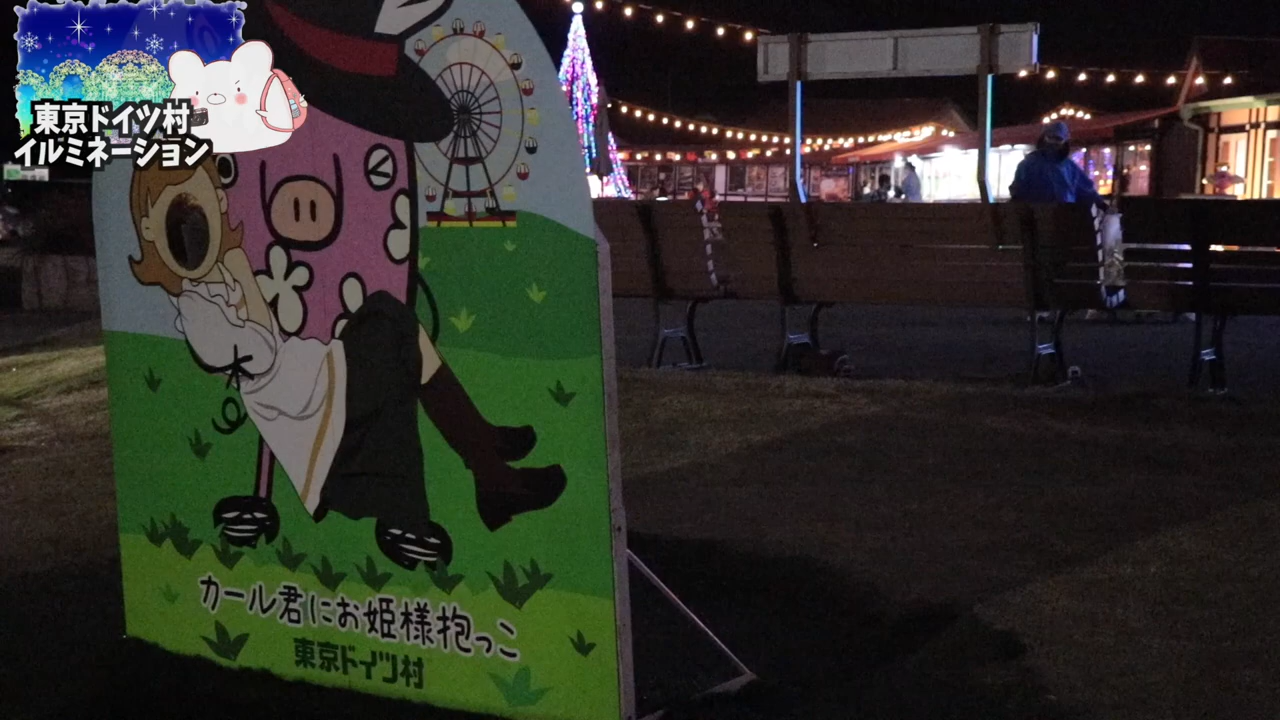 東京ドイツ村
イルミネーション
カール君にお姫様抱っこ
東京ドイツ村